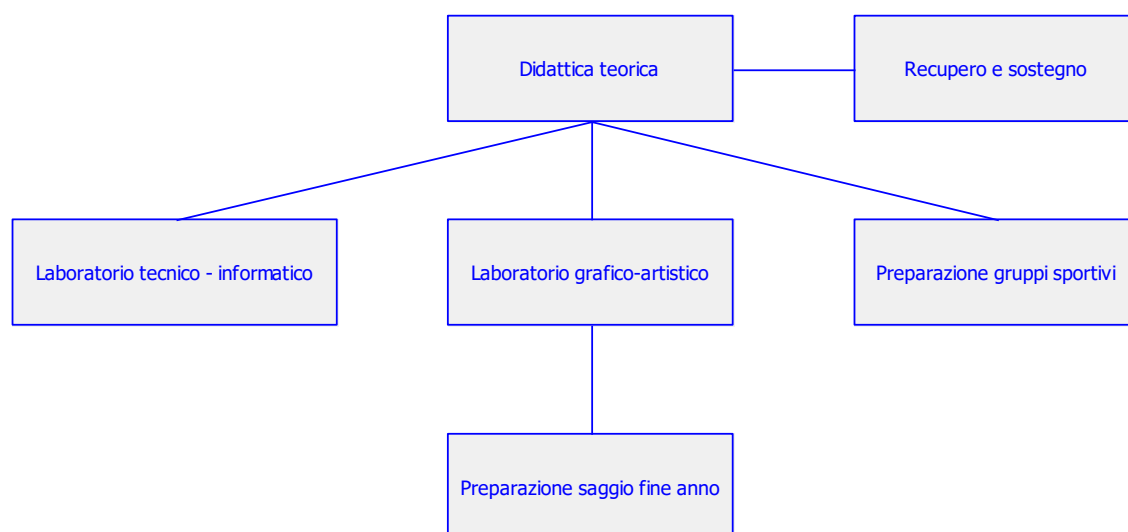 Didattica teorica
Recupero e sostegno
Laboratorio tecnico - informatico
Laboratorio grafico-artistico
Preparazione gruppi sportivi
Preparazione saggio fine anno